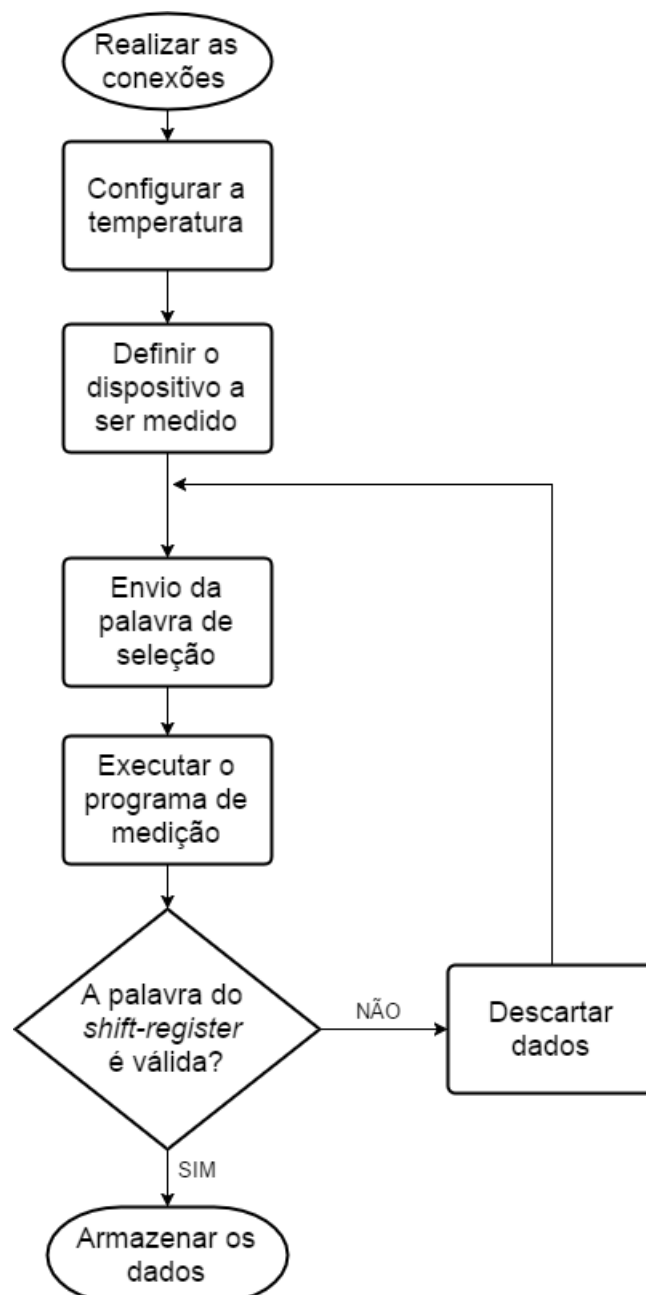 Realizar as
conexões
Configurar a
temperatura
Definir o
dispositivo a
ser medido
Envio da
palavra de
seleção
Executar o
programa de
medição
A palavra do
shift-register
é válida?
NÃO
Descartar
dados
SIM
Armazenar os
dados